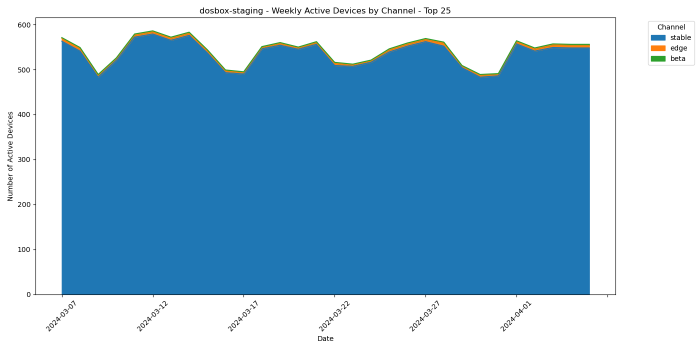 dosbox-staging - Weekly Active Devices by Channel - Top 25
Number of Active Devices
600
500
400
300
200
100
0
2024-03-07
2024-03-12
2024-03-17
2024-03-22
2024-03-27
2024-04-01
Date
Channel
stable
edge
beta